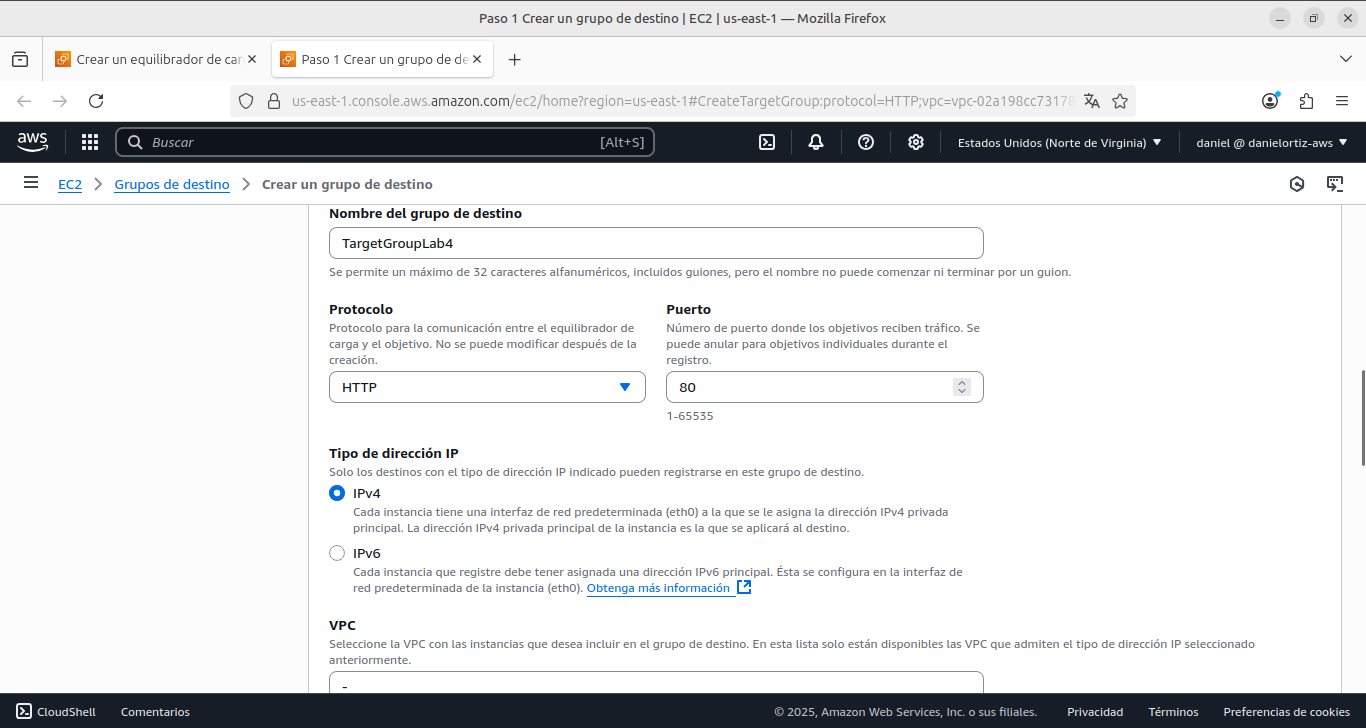 Paso 1 Crear un grupo de destino | EC2 | us-east-1 — Mozilla Firefox
Crear un equilibrador de car
Paso 1 Crear un grupo de de
us-east-1.console.aws.amazon.com/ec2/home?region=us-east-1#CreateTargetGroup:protocol=HTTP;vpc=vpc-02a198cc73178
aws
Buscar
[Alt+S]
Estados Unidos (Norte de Virginia)
daniel @ danielortiz-aws
EC2
Grupos de destino
Crear un grupo de destino
Nombre del grupo de destino
TargetGroupLab4
Se permite un máximo de 32 caracteres alfanuméricos, incluidos guiones, pero el nombre no puede comenzar ni terminar por un guion.
Protocolo
Protocolo para la comunicación entre el equilibrador de
carga y el objetivo. No se puede modificar después de la
creación.
HTTP
Puerto
Número de puerto donde los objetivos reciben tráfico. Se
puede anular para objetivos individuales durante el
registro.
80
1-65535
Tipo de dirección IP
Solo los destinos con el tipo de dirección IP indicado pueden registrarse en este grupo de destino.
IPv4
Cada instancia tiene una interfaz de red predeterminada (eth0) a la que se le asigna la dirección IPv4 privada
principal. La dirección IPv4 privada principal de la instancia es la que se aplicará al destino.
IPv6
Cada instancia que registre debe tener asignada una dirección IPv6 principal. Ésta se configura en la interfaz de
red predeterminada de la instancia (eth0). Obtenga más información
VPC
Seleccione la VPC con las instancias que desea incluir en el grupo de destino. En esta lista solo están disponibles las VPC que admiten el tipo de dirección IP seleccionado
anteriormente.
-
CloudShell
Comentarios
© 2025, Amazon Web Services, Inc. o sus filiales.
Privacidad
Términos
Preferencias de cookies